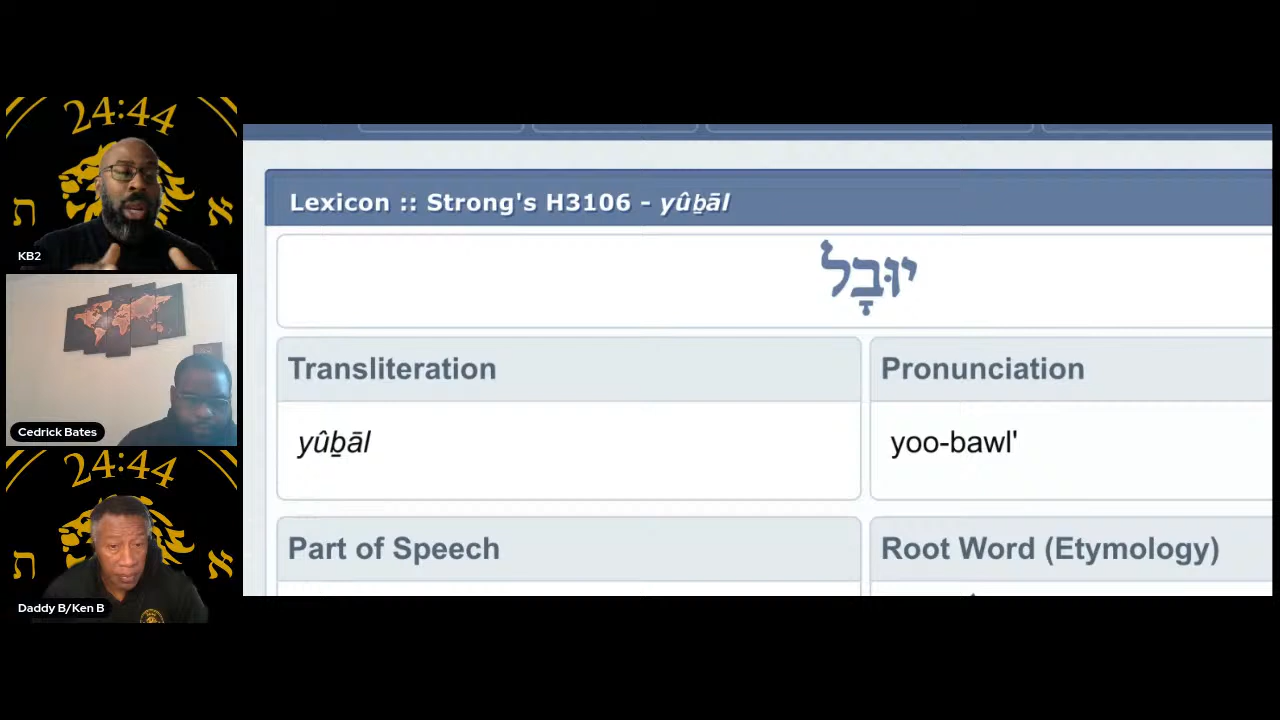 24:44
ת
א
KB2
Cedrick Bates
24:44
ת
א
Daddy B/Ken B
Lexicon :: Strong's H3106 - yûḇāl
יוּבָל
Transliteration
Pronunciation
yûḇāl
yoo-bawl'
Part of Speech
Root Word (Etymology)